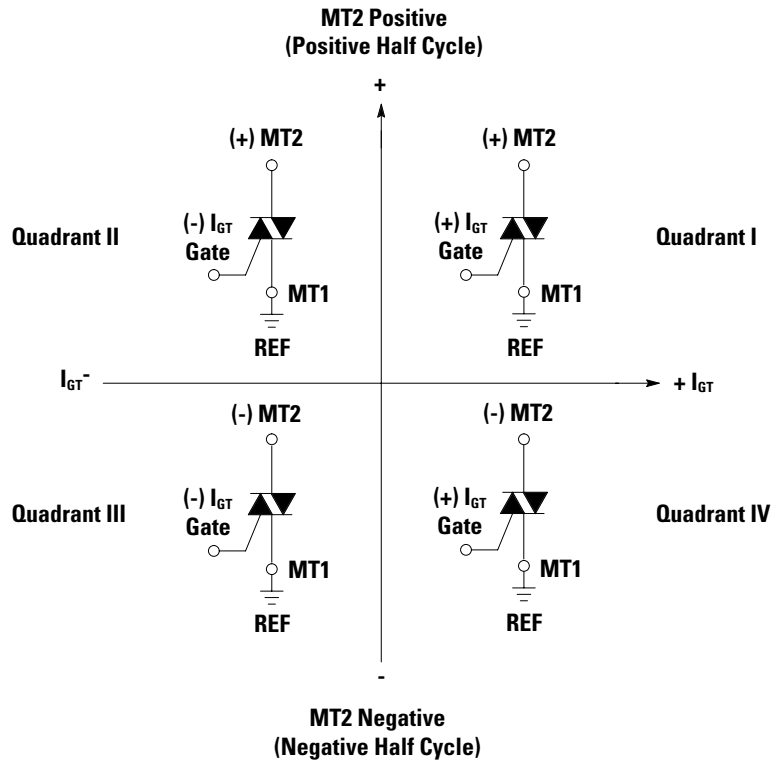 MT2 Positive
(Positive Half Cycle)
+
(+) MT2
(+) MT2
Quadrant II
(-) IGT
Gate
(+) IGT
Gate
Quadrant I
MT1
MT1
REF
REF
IGT-
+ IGT
(-) MT2
(-) MT2
Quadrant III
(-) IGT
Gate
(+) IGT
Gate
Quadrant IV
MT1
MT1
REF
REF
-
MT2 Negative
(Negative Half Cycle)